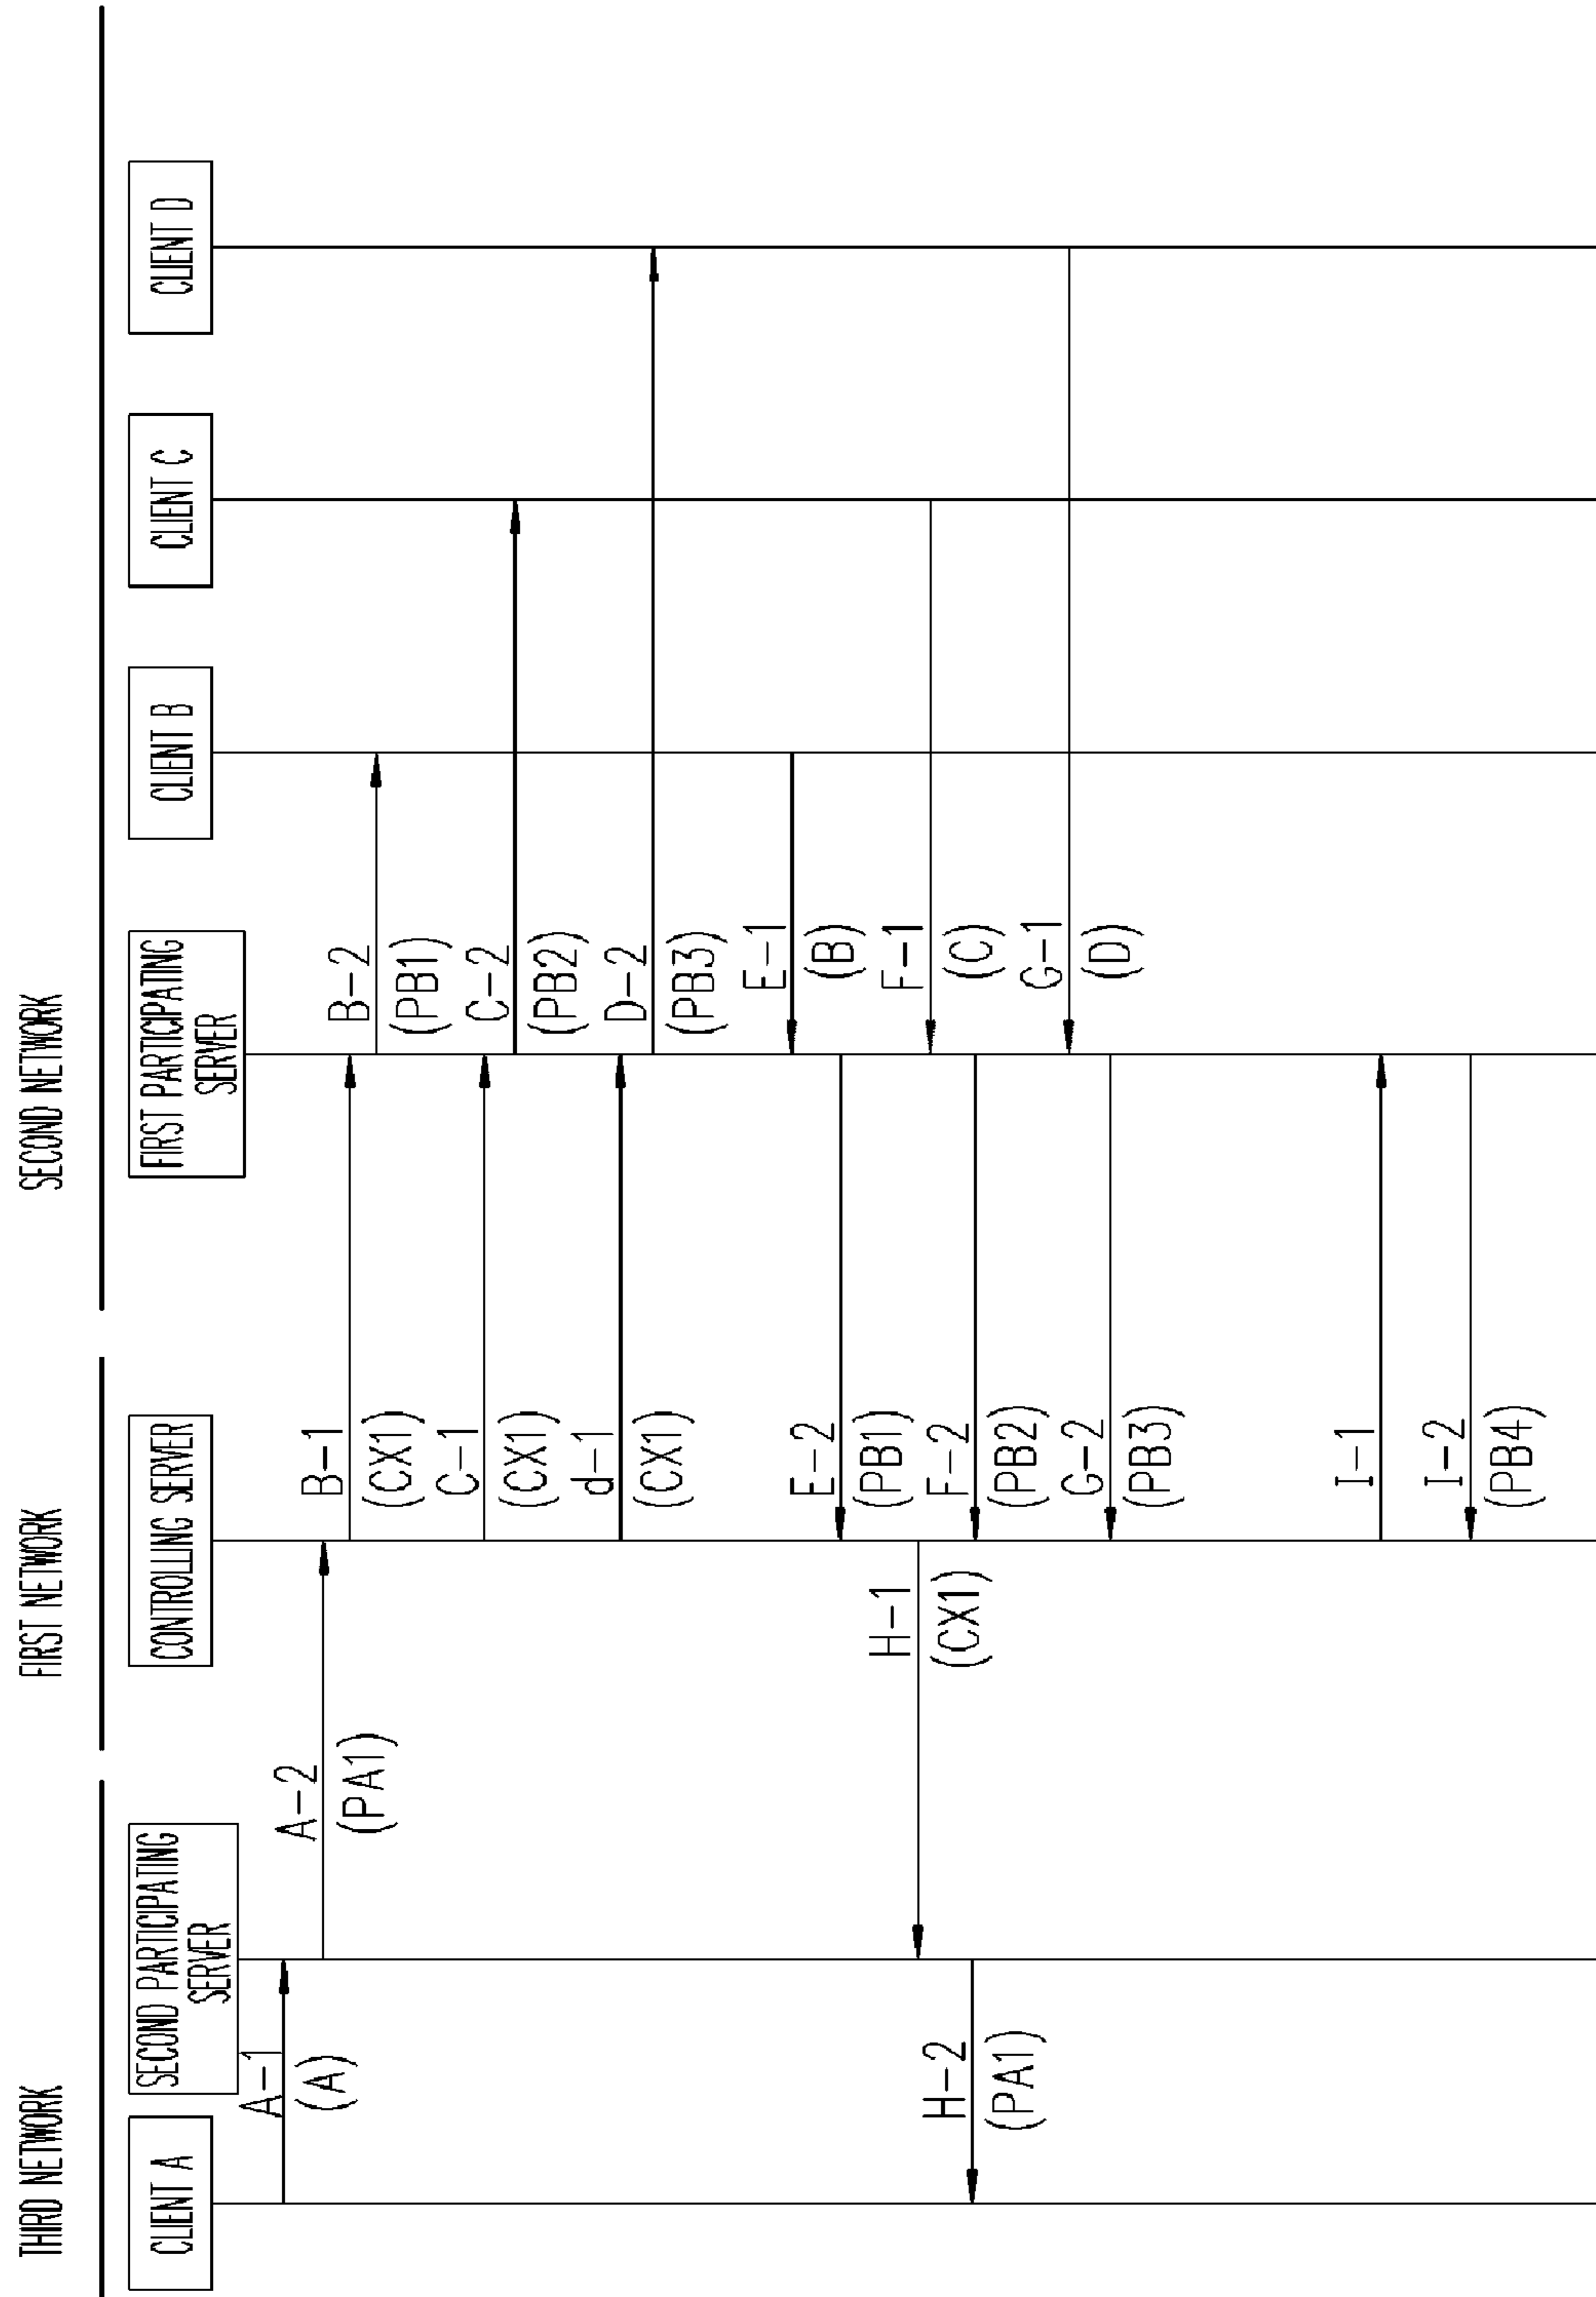 THIRD NETWORK
FIRST NETWORK
SECOND NETWORK
CLIENT A
SECOND PARTICIPATING
SERVER
CONTROLLING SERVER
FIRST PARTICIPATING
SERVER
CLIENT B
CLIENT C
CLIENT D
A-1
(A)
A-2
(PA1)
B-1
(CX1)
B-2
(PB1)
C-1
(CX1)
C-2
(PB2)
d-1
(CX1)
D-2
(PB3)
E-1
(B)
E-2
(PB1)
F-1
(C)
F-2
(PB2)
H-1
(CX1)
H-2
(PA1)
G-1
(D)
G-2
(PB3)
I-1
I-2
(PB4)